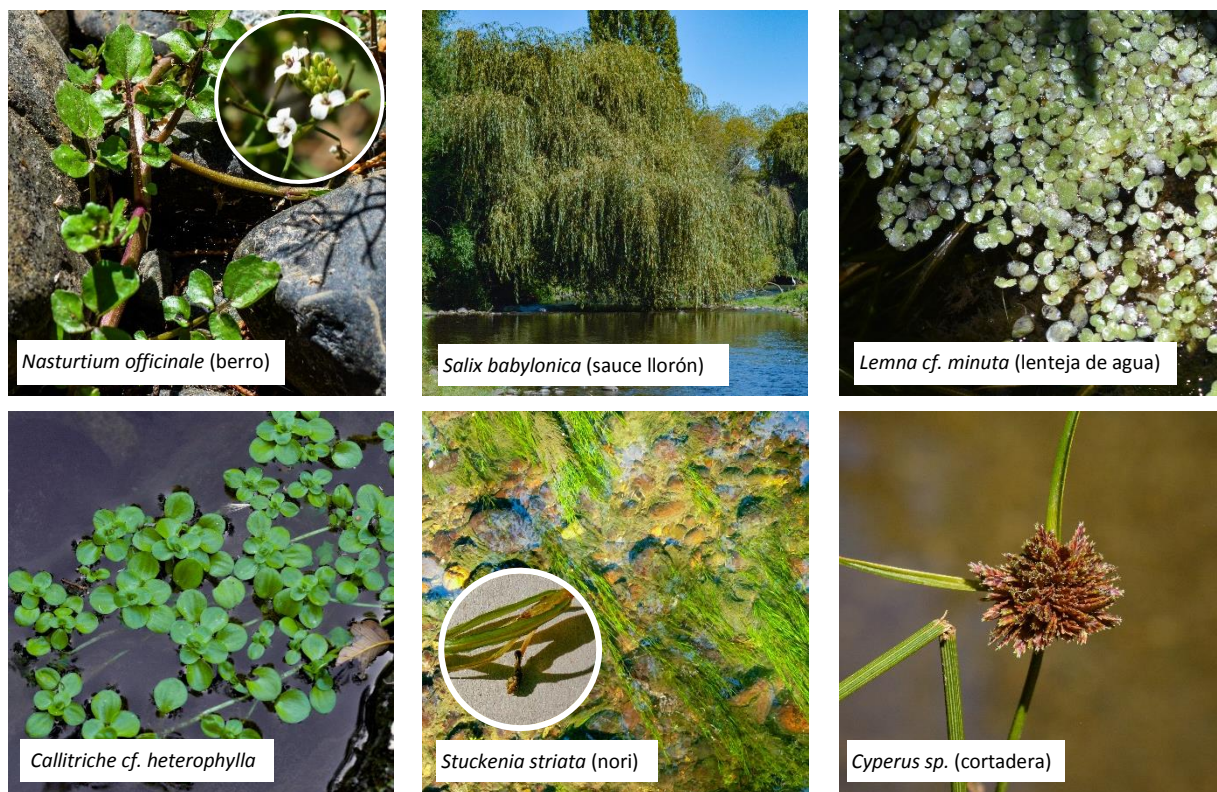 Nasturtium officinale (berro)
Salix babylonica (sauce llorón)
Lemna cf. minuta (lenteja de agua)
Callitriche cf. heterophylla
Stuckenia striata (nori)
Cyperus sp. (cortadera)